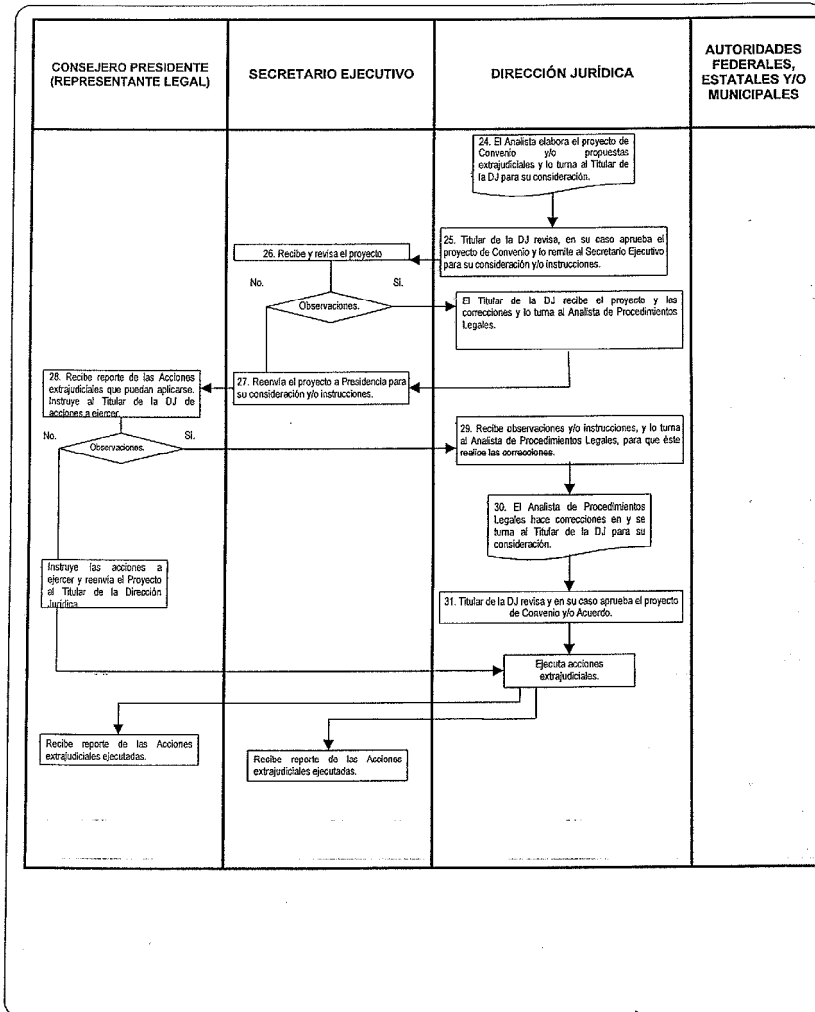 CONSEJERO PRESIDENTE
(REPRESENTANTE LEGAL)
SECRETARIO EJECUTIVO
DIRECCIÓN JURÍDICA
AUTORIDADES
FEDERALES,
ESTATALES Y/O
MUNICIPALES
24. El Analista elabora el proyecto de
Convenio y/o propuestas
extrajudiciales y lo turna al Titular de
la DJ para su consideración.
25. Titular de la DJ revisa, en su caso aprueba el
proyecto de Convenio y lo remite al Secretario Ejecutivo
para su consideración y/o instrucciones.
26. Recibe y revisa el proyecto
No.
Si.
Observaciones.
El Titular de la DJ recibe el proyecto y las
correcciones y lo turna al Analista de Procedimientos
Legales.
27. Reenvía el proyecto a Presidencia para
su consideración y/o instrucciones.
28. Recibe reporte de las Acciones
extrajudiciales que puedan aplicarse.
Instruye al Titular de la DJ de
acciones a ejercer.
No.
Si.
Observaciones.
29. Recibe observaciones y/o instrucciones, y lo turna
al Analista de Procedimientos Legales, para que éste
realice las correcciones.
30. El Analista de Procedimientos
Legales hace correcciones en y se
turna al Titular de la DJ para su
consideración.
Instruye las acciones a
ejercer y reenvía el Proyecto
al Titular de la Dirección
Jurídica.
31. Titular de la DJ revisa y en su caso aprueba el proyecto
de Convenio y/o Acuerdo.
Ejecuta acciones
extrajudiciales.
Recibe reporte de las Acciones
extrajudiciales ejecutadas.
Recibe reporte de las Acciones
extrajudiciales ejecutadas.